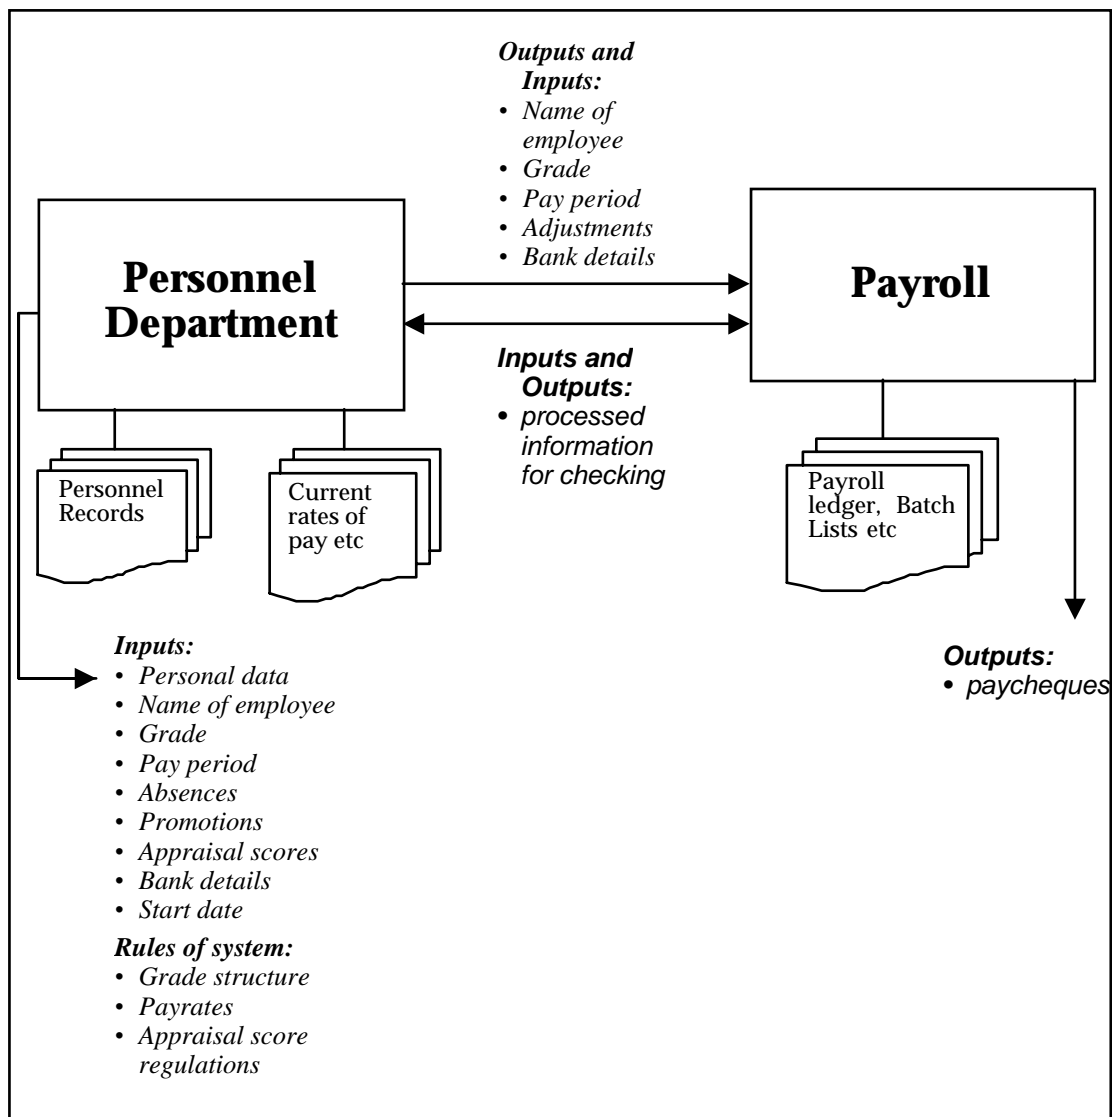 Outputs and
Inputs:
• Name of
employee
• Grade
• Pay period
• Adjustments
• Bank details
Personnel
Department
Payroll
Inputs and
Outputs:
• processed
information
for checking
Personnel
Records
Current
rates of
pay etc
Payroll
ledger, Batch
Lists etc
Inputs:
• Personal data
• Name of employee
• Grade
• Pay period
• Absences
• Promotions
• Appraisal scores
• Bank details
• Start date
Rules of system:
• Grade structure
• Payrates
• Appraisal score
regulations
Outputs:
• paycheques